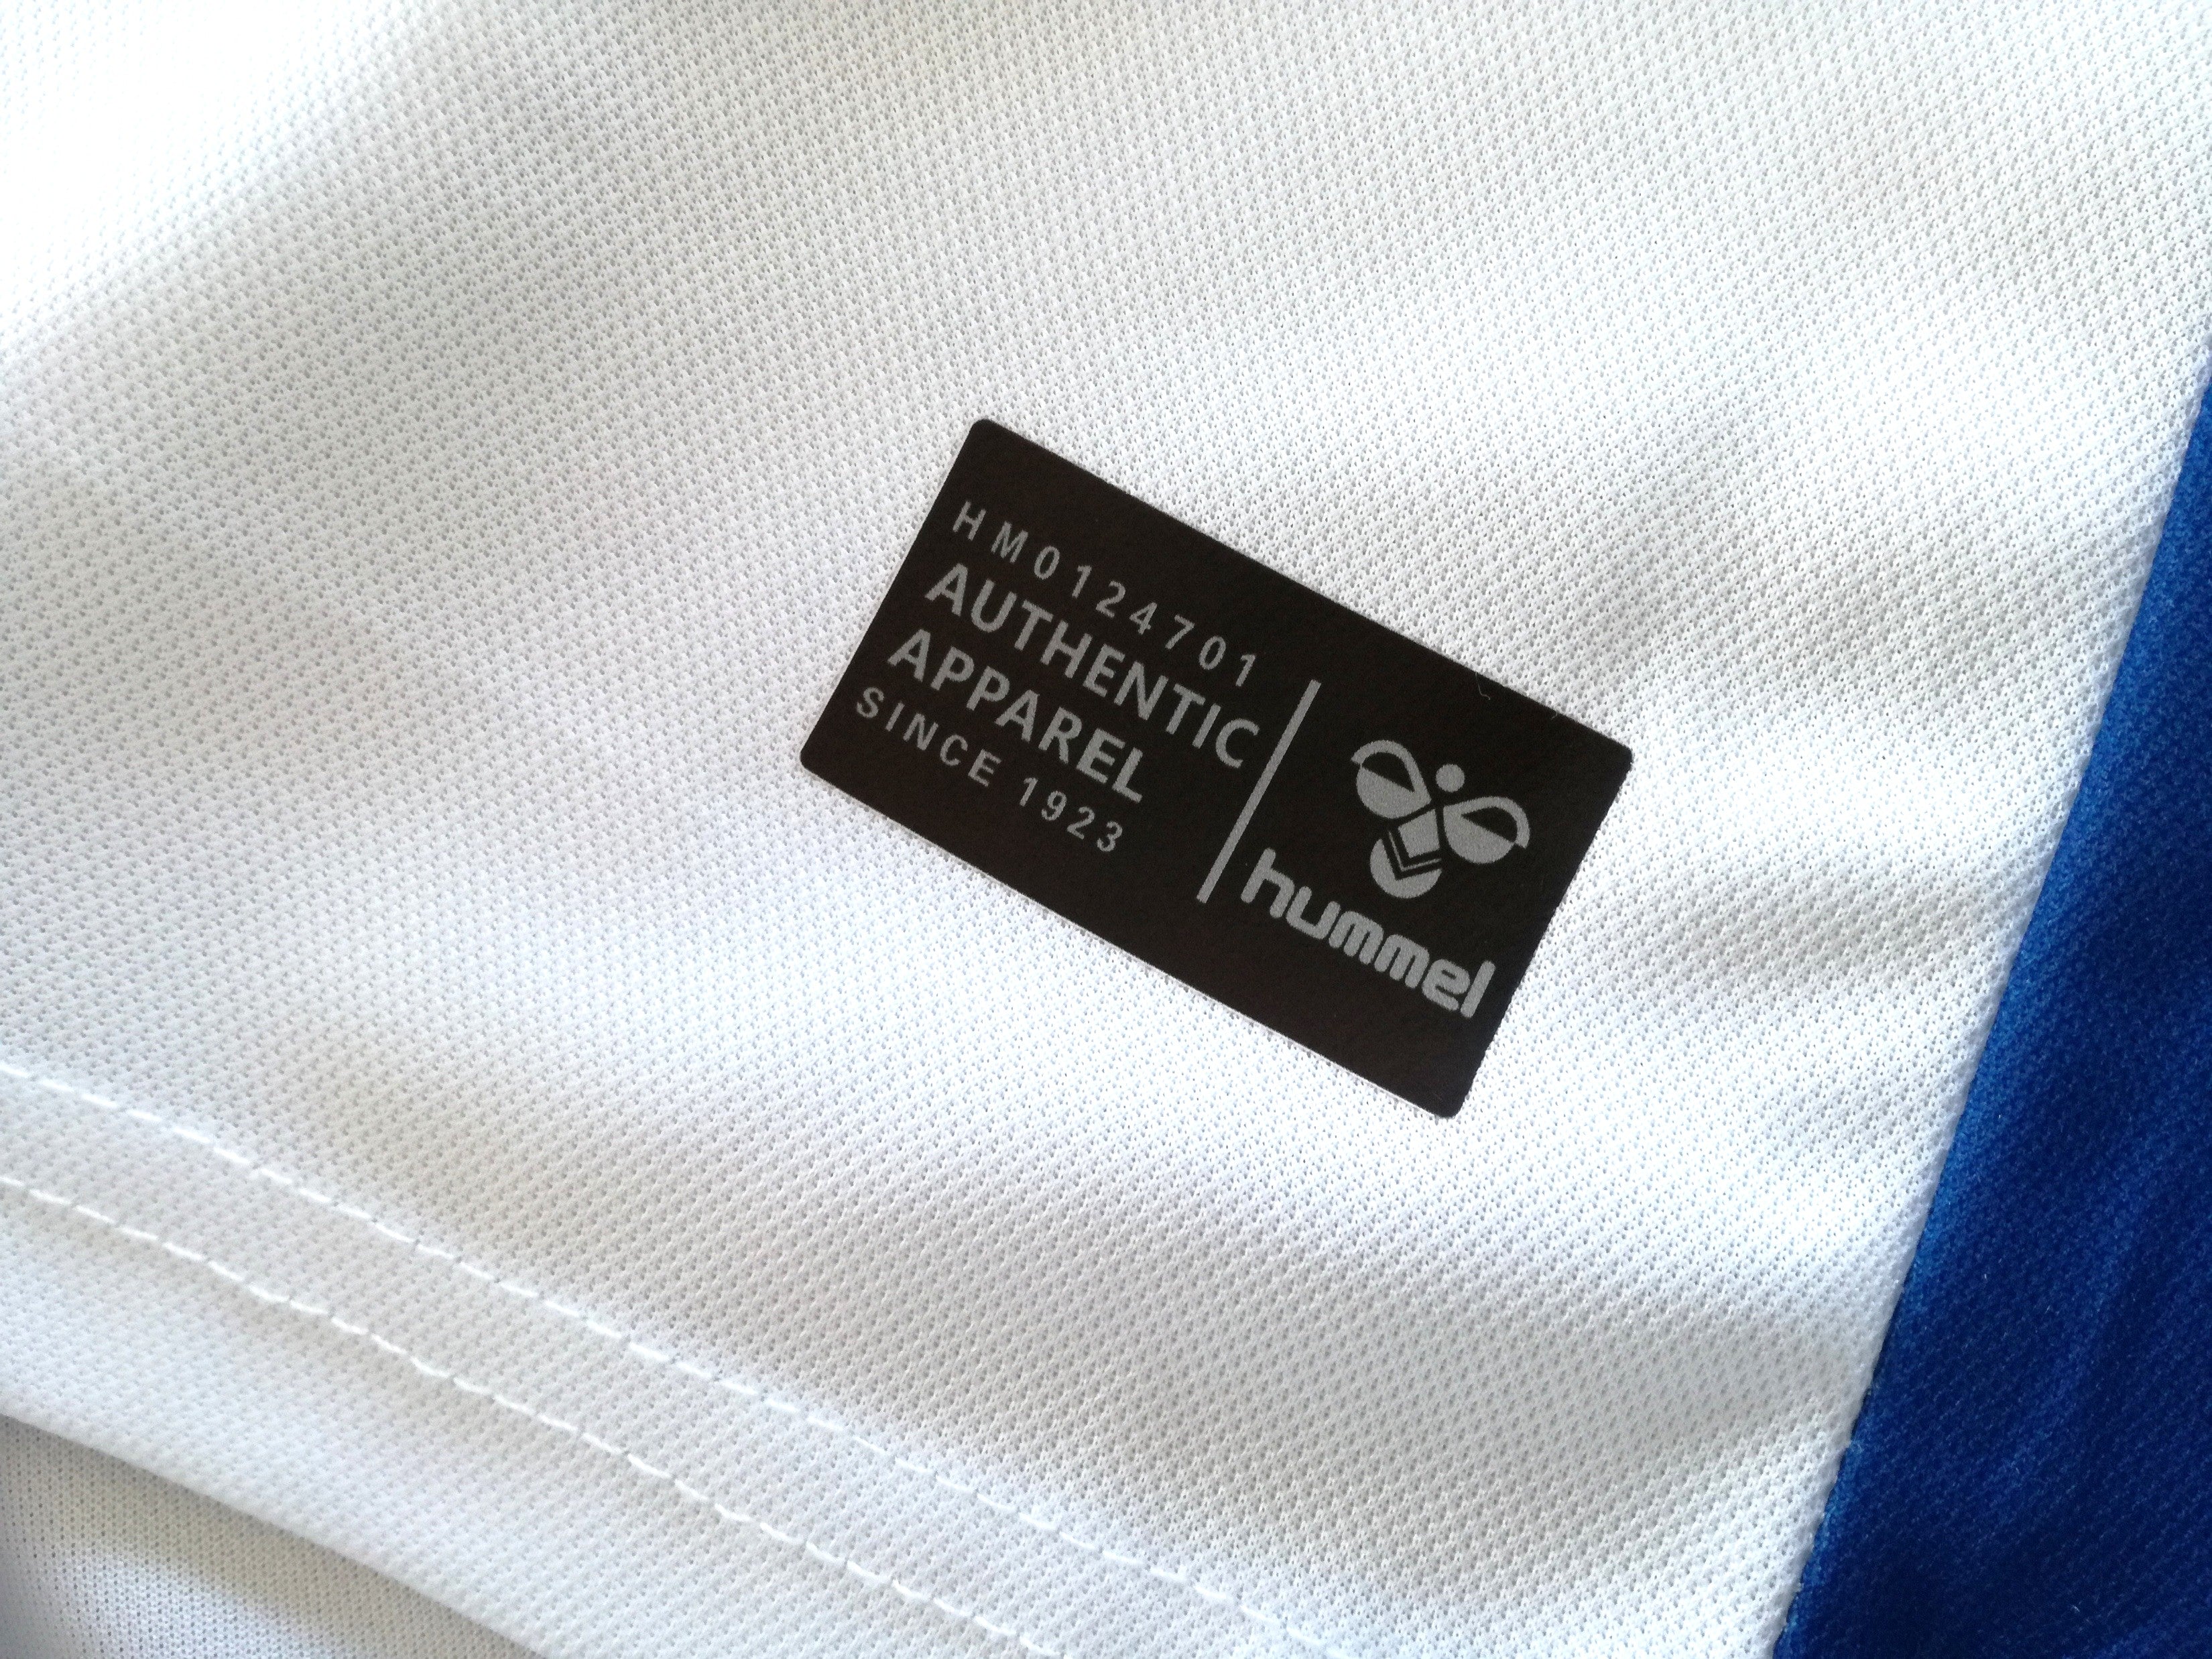 HM0124701
AUTHENTIC
APPAREL
SINCE 1923
hummel